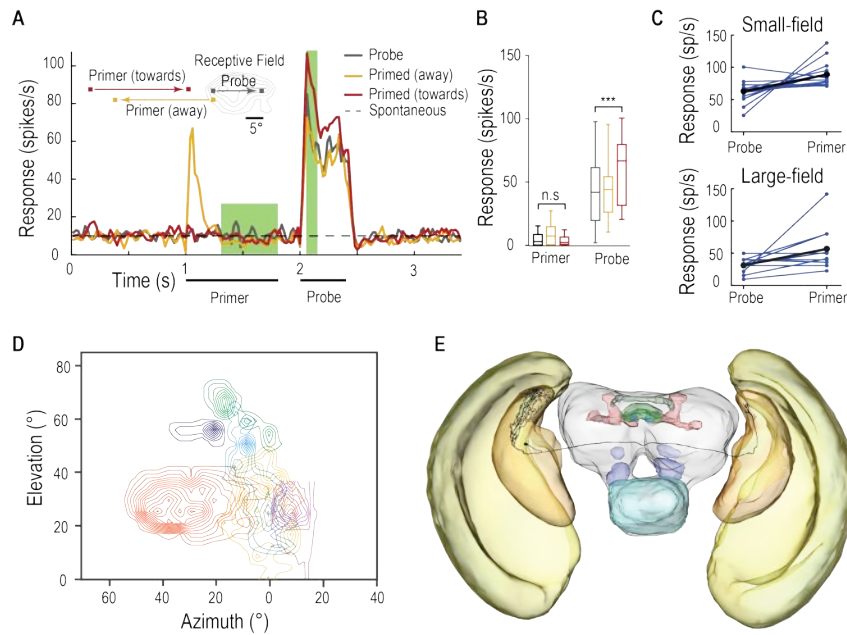 A
Response (spikes/s)
100
80
60
40
20
10
0
0
1
2
3
Time (s)
Primer
Probe
Receptive Field
Primer (towards)
Probe
Primer (away)
5°
Probe
Primed (away)
Primed (towards)
Spontaneous
B
Response (spikes/s)
150
100
50
0
n.s
***
Primer
Probe
C
Small-field
Response (sp/s)
150
100
50
0
Probe
Primer
Large-field
Response (sp/s)
150
100
50
0
Probe
Primer
D
Elevation (°)
80
60
40
20
0
60
40
20
0
20
40
Azimuth (°)
E